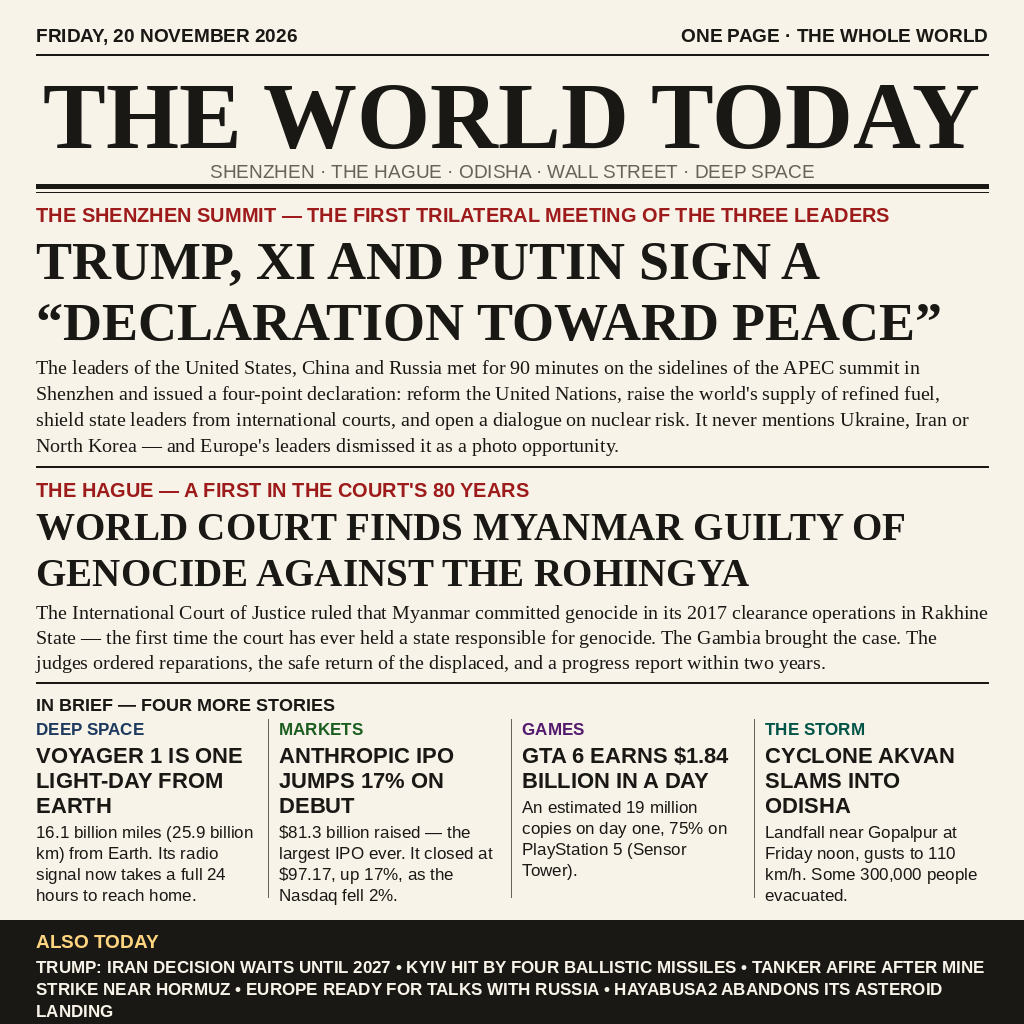 FRIDAY, 20 NOVEMBER 2026
ONE PAGE · THE WHOLE WORLD
THE WORLD TODAY
SHENZHEN · THE HAGUE · ODISHA · WALL STREET · DEEP SPACE
THE SHENZHEN SUMMIT — THE FIRST TRILATERAL MEETING OF THE THREE LEADERS
TRUMP, XI AND PUTIN SIGN A
“DECLARATION TOWARD PEACE”
The leaders of the United States, China and Russia met for 90 minutes on the sidelines of the APEC summit in
Shenzhen and issued a four-point declaration: reform the United Nations, raise the world's supply of refined fuel,
shield state leaders from international courts, and open a dialogue on nuclear risk. It never mentions Ukraine, Iran or
North Korea — and Europe's leaders dismissed it as a photo opportunity.
THE HAGUE — A FIRST IN THE COURT'S 80 YEARS
WORLD COURT FINDS MYANMAR GUILTY OF
GENOCIDE AGAINST THE ROHINGYA
The International Court of Justice ruled that Myanmar committed genocide in its 2017 clearance operations in Rakhine
State — the first time the court has ever held a state responsible for genocide. The Gambia brought the case. The
judges ordered reparations, the safe return of the displaced, and a progress report within two years.
IN BRIEF — FOUR MORE STORIES
DEEP SPACE
VOYAGER 1 IS ONE
LIGHT-DAY FROM
EARTH
16.1 billion miles (25.9 billion
km) from Earth. Its radio
signal now takes a full 24
hours to reach home.
MARKETS
ANTHROPIC IPO
JUMPS 17% ON
DEBUT
$81.3 billion raised — the
largest IPO ever. It closed at
$97.17, up 17%, as the
Nasdaq fell 2%.
GAMES
GTA 6 EARNS $1.84
BILLION IN A DAY
An estimated 19 million
copies on day one, 75% on
PlayStation 5 (Sensor
Tower).
THE STORM
CYCLONE AKVAN
SLAMS INTO
ODISHA
Landfall near Gopalpur at
Friday noon, gusts to 110
km/h. Some 300,000 people
evacuated.
ALSO TODAY
TRUMP: IRAN DECISION WAITS UNTIL 2027 • KYIV HIT BY FOUR BALLISTIC MISSILES • TANKER AFIRE AFTER MINE
STRIKE NEAR HORMUZ • EUROPE READY FOR TALKS WITH RUSSIA • HAYABUSA2 ABANDONS ITS ASTEROID
LANDING